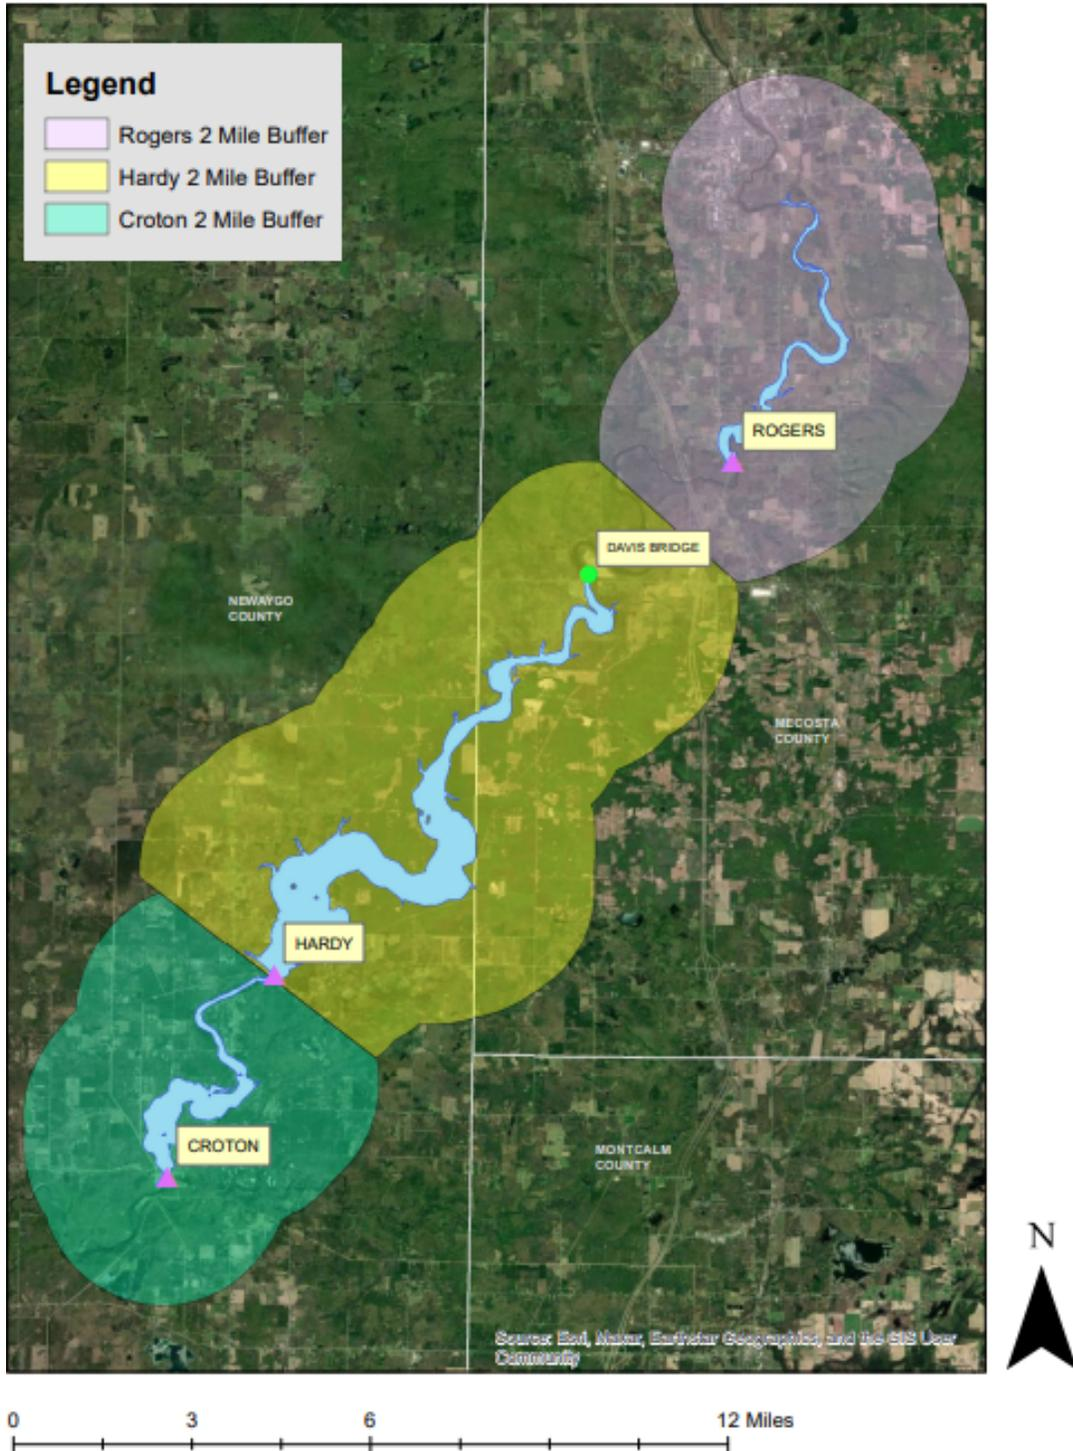 Legend
Rogers 2 Mile Buffer
Hardy 2 Mile Buffer
Croton 2 Mile Buffer
ROGERS
DAVIS BRIDGE
NEWAYGO
COUNTY
MECOSTA
COUNTY
HARDY
CROTON
MONTCALM
COUNTY
N
Source: Esri, Maxar, Earthstar Geographics, and the GIS User
Community
0 3 6 12 Miles